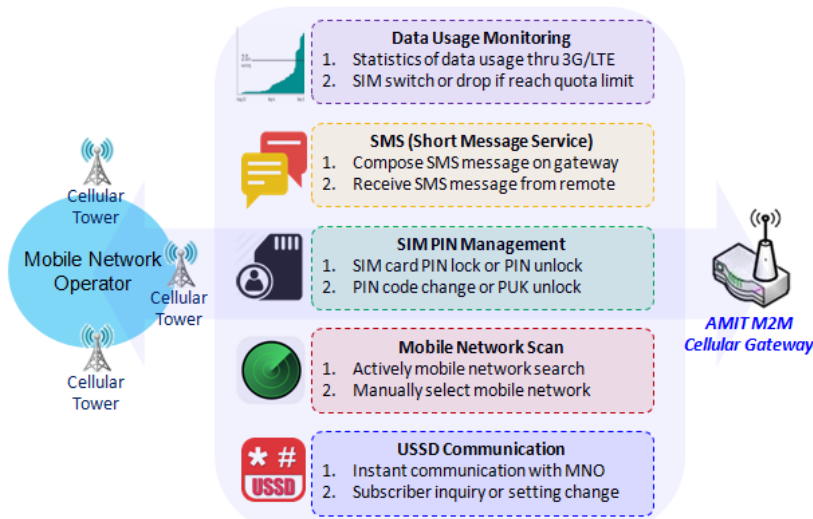 Data Usage Monitoring
1. Statistics of data usage thru 3G/LTE
2. SIM switch or drop if reach quota limit
SMS (Short Message Service)
1. Compose SMS message on gateway
2. Receive SMS message from remote
Cellular
Tower
Mobile Network
Operator
Cellular
Tower
Cellular
Tower
SIM PIN Management
1. SIM card PIN lock or PIN unlock
2. PIN code change or PUK unlock
AMIT M2M
Cellular Gateway
Mobile Network Scan
1. Actively mobile network search
2. Manually select mobile network
* #
USSD
USSD Communication
1. Instant communication with MNO
2. Subscriber inquiry or setting change